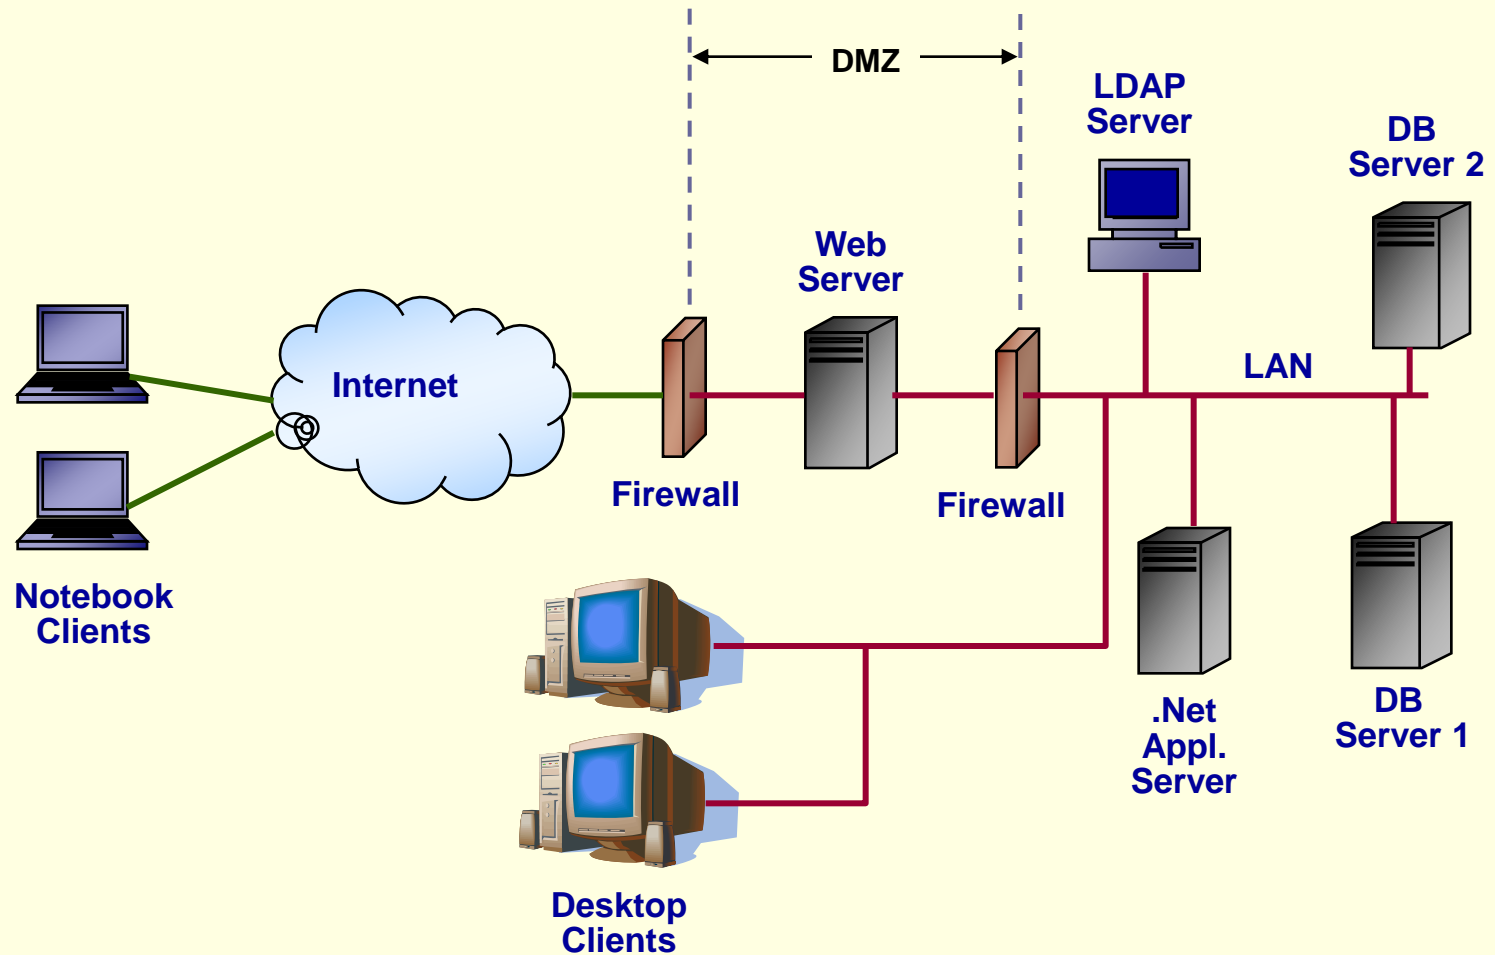 DMZ
LDAP
Server
DB
Server 2
Web
Server
Internet
LAN
Firewall
Firewall
Notebook
Clients
.Net
Appl.
Server
DB
Server 1
Desktop
Clients